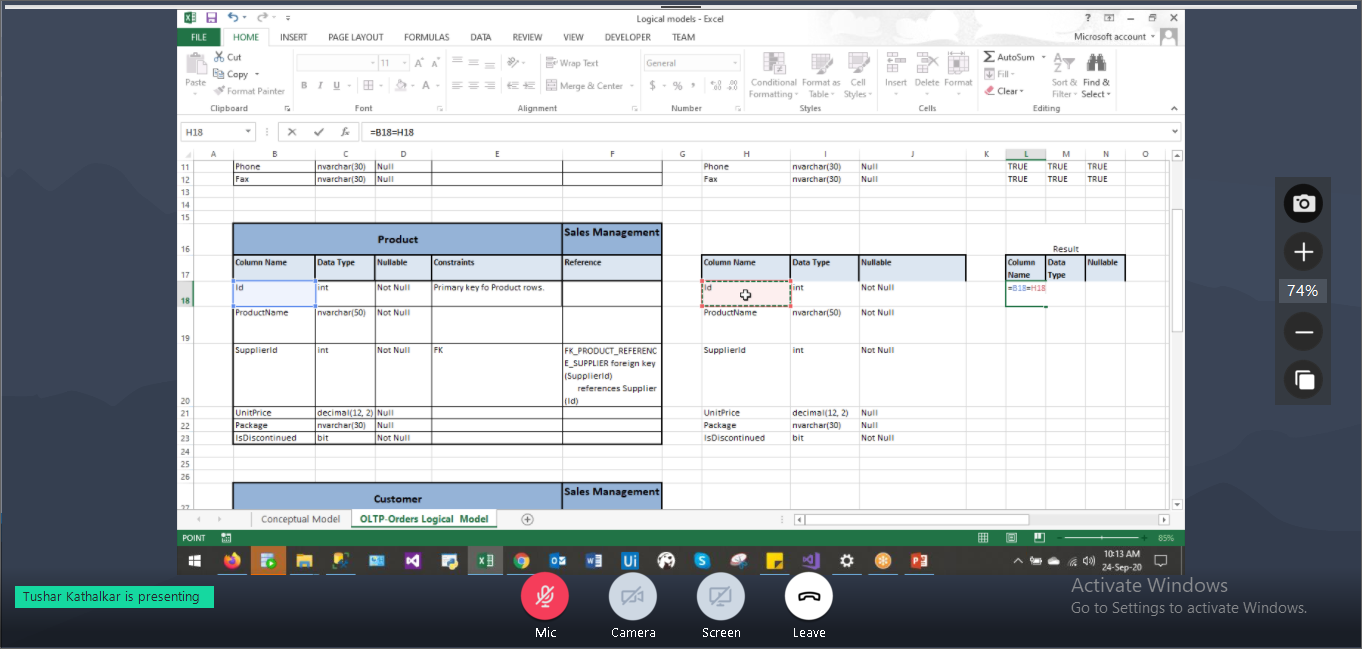 Logical models - Excel
FILE HOME INSERT PAGE LAYOUT FORMULAS DATA REVIEW VIEW DEVELOPER TEAM Microsoft account
Cut
Copy
Format Painter
Paste
11
Wrap Text
Merge & Center
General
Conditional Formatting
Format as Table
Cell Styles
Insert Delete Format
AutoSum
Fill
Clear
Sort & Filter
Find & Select
Clipboard Font Alignment Number Styles Cells Editing
H18 =B18=H18
A B C D E F G H I J K L M N O
11 Phone nvarchar(30) Null Phone nvarchar(30) Null TRUE TRUE TRUE
12 Fax nvarchar(30) Null Fax nvarchar(30) Null TRUE TRUE TRUE
13
14
15
16 Product Sales Management Result
17 Column Name Data Type Nullable Constraints Reference Column Name Data Type Nullable Column Name Data Type Nullable
18 Id int Not Null Primary key fo Product rows. Id int Not Null =B18=H18
19 ProductName nvarchar(50) Not Null ProductName nvarchar(50) Not Null
20 SupplierId int Not Null FK FK_PRODUCT_REFERENC
E_SUPPLIER foreign key
(SupplierId)
references Supplier
(Id)
SupplierId int Not Null
21 UnitPrice decimal(12, 2) Null UnitPrice decimal(12, 2) Null
22 Package nvarchar(30) Null Package nvarchar(30) Null
23 IsDiscontinued bit Not Null IsDiscontinued bit Not Null
24
25
26
27 Customer Sales Management
Conceptual Model OLTP-Orders Logical Model
POINT 85%
10:13 AM
24-Sep-20
74%
Tushar Kathalkar is presenting
Mic Camera Screen Leave
Activate Windows
Go to Settings to activate Windows.